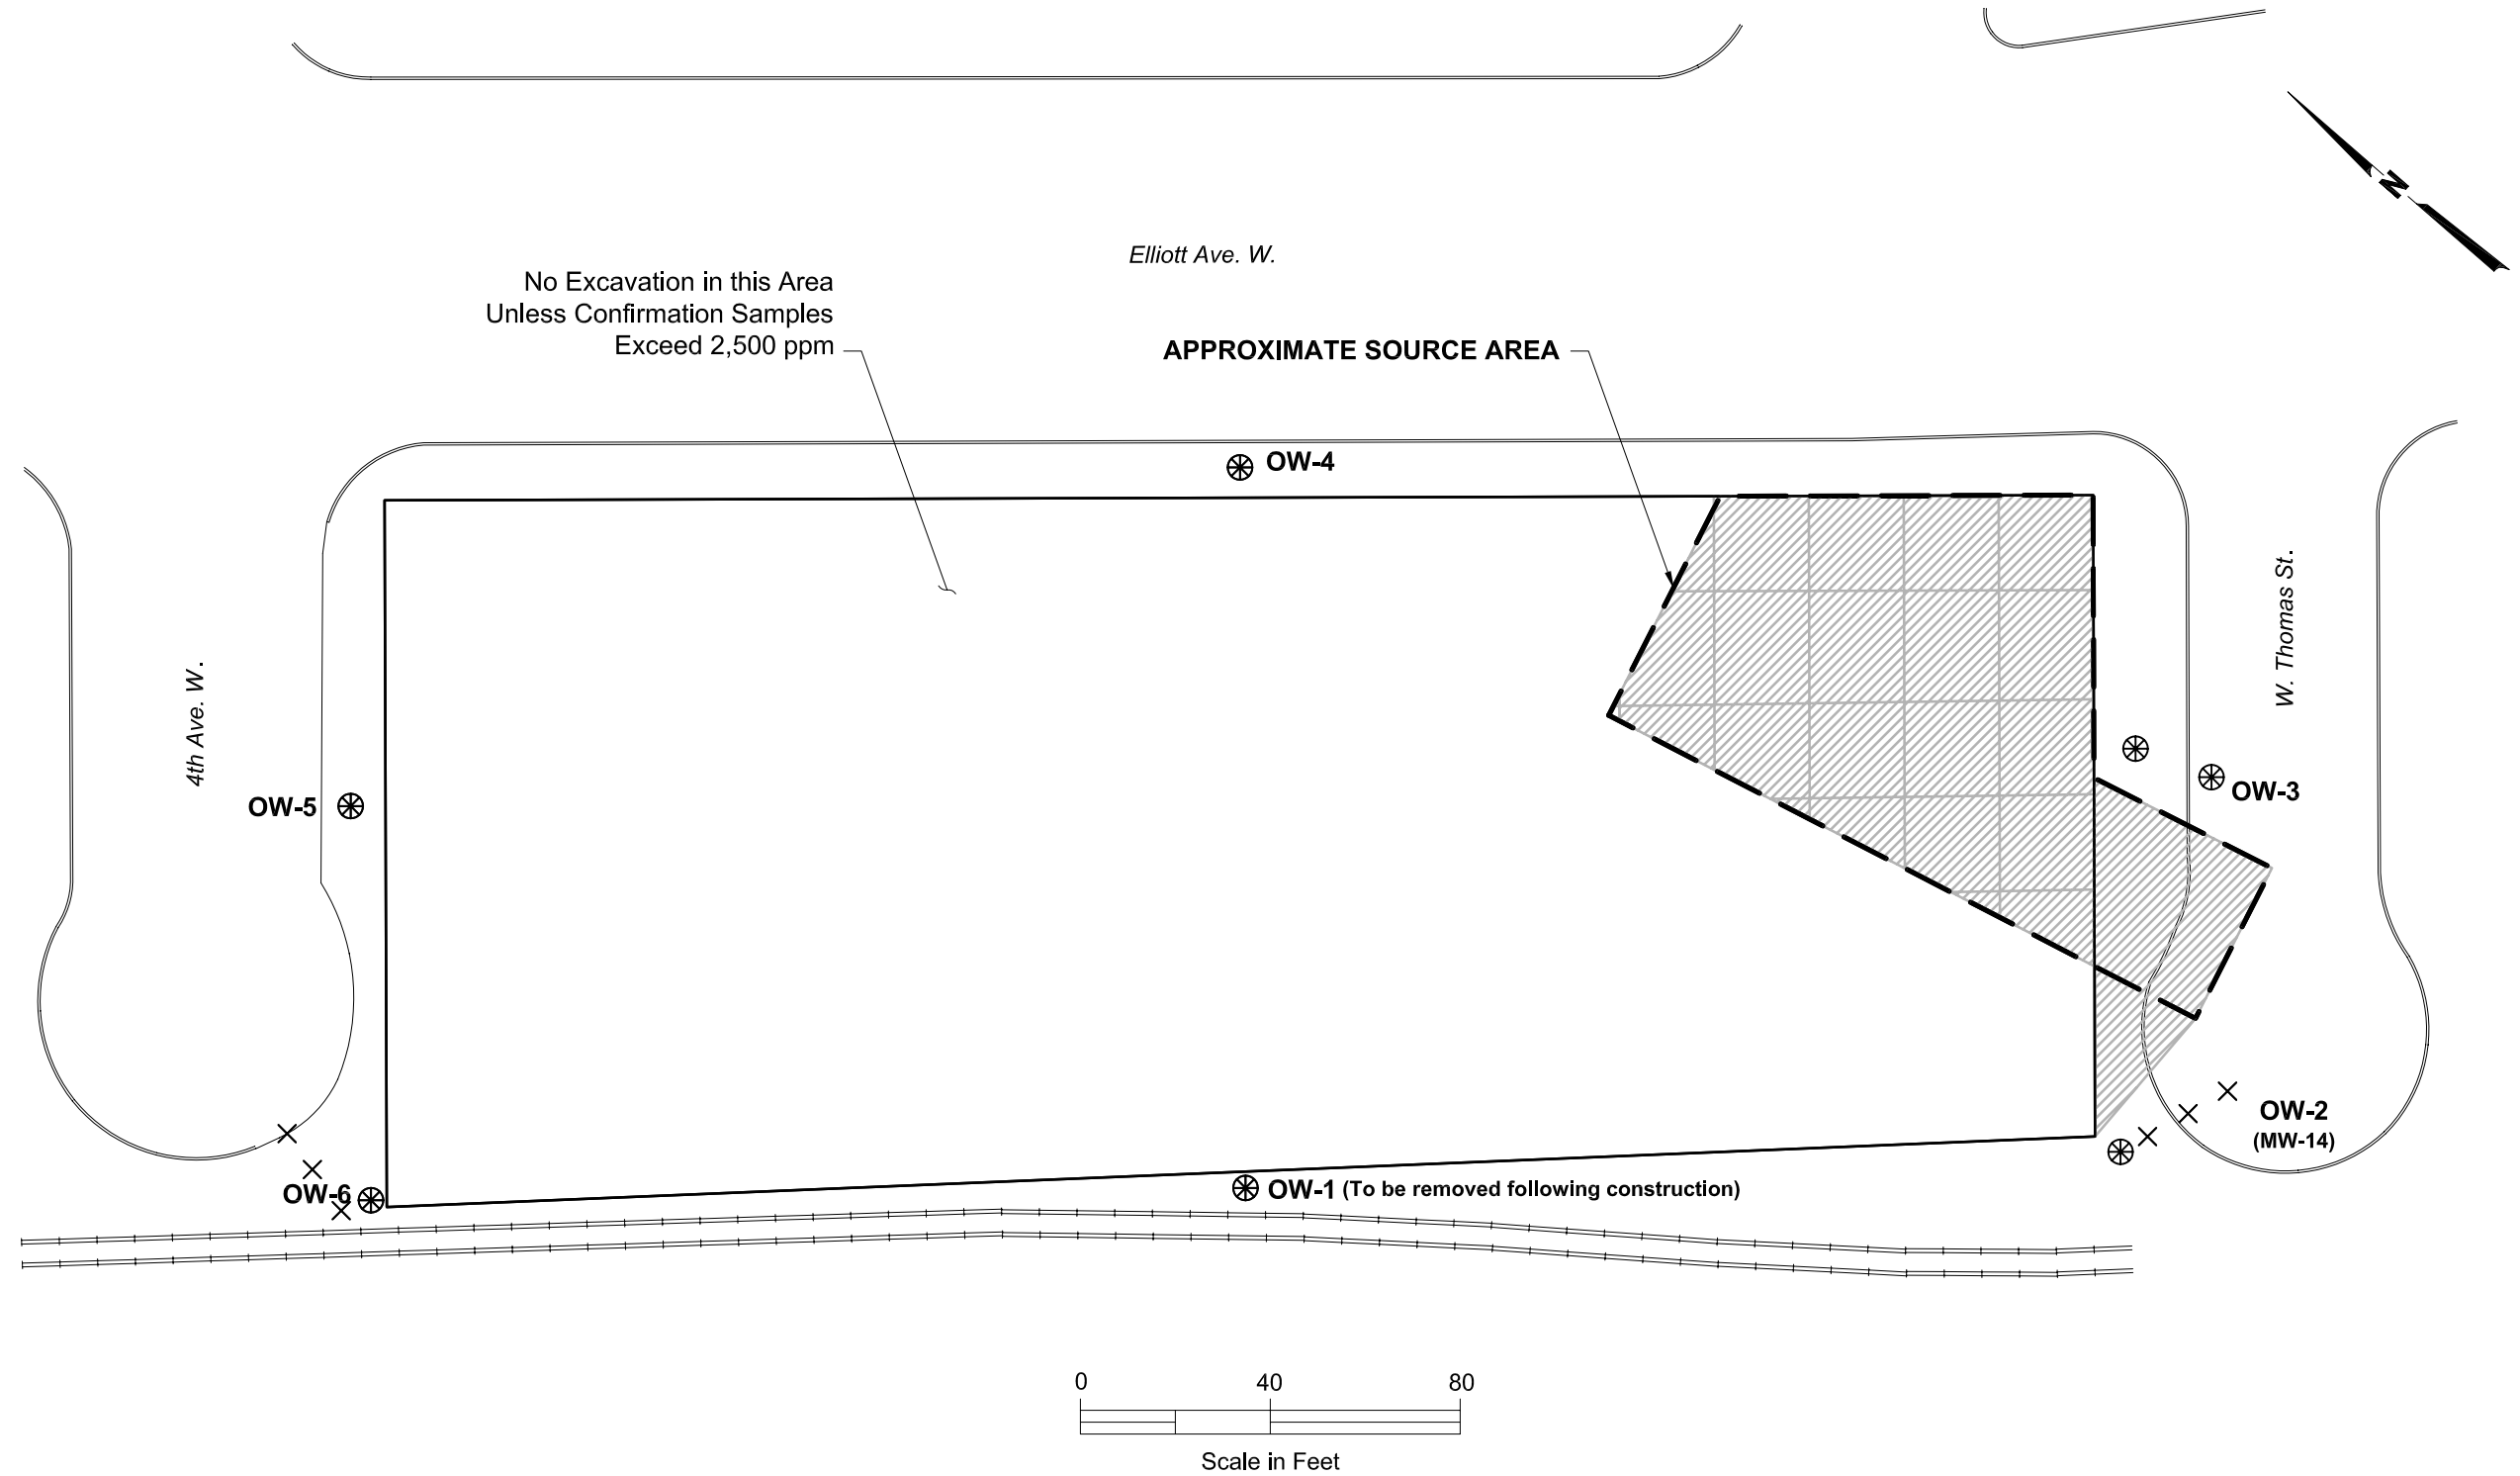 N
Elliott Ave. W.
No Excavation in this Area
Unless Confirmation Samples
Exceed 2,500 ppm
APPROXIMATE SOURCE AREA
OW-4
W. Thomas St.
4th Ave. W.
OW-5
OW-3
OW-2
(MW-14)
OW-6
OW-1 (To be removed following construction)
0 40 80
Scale in Feet